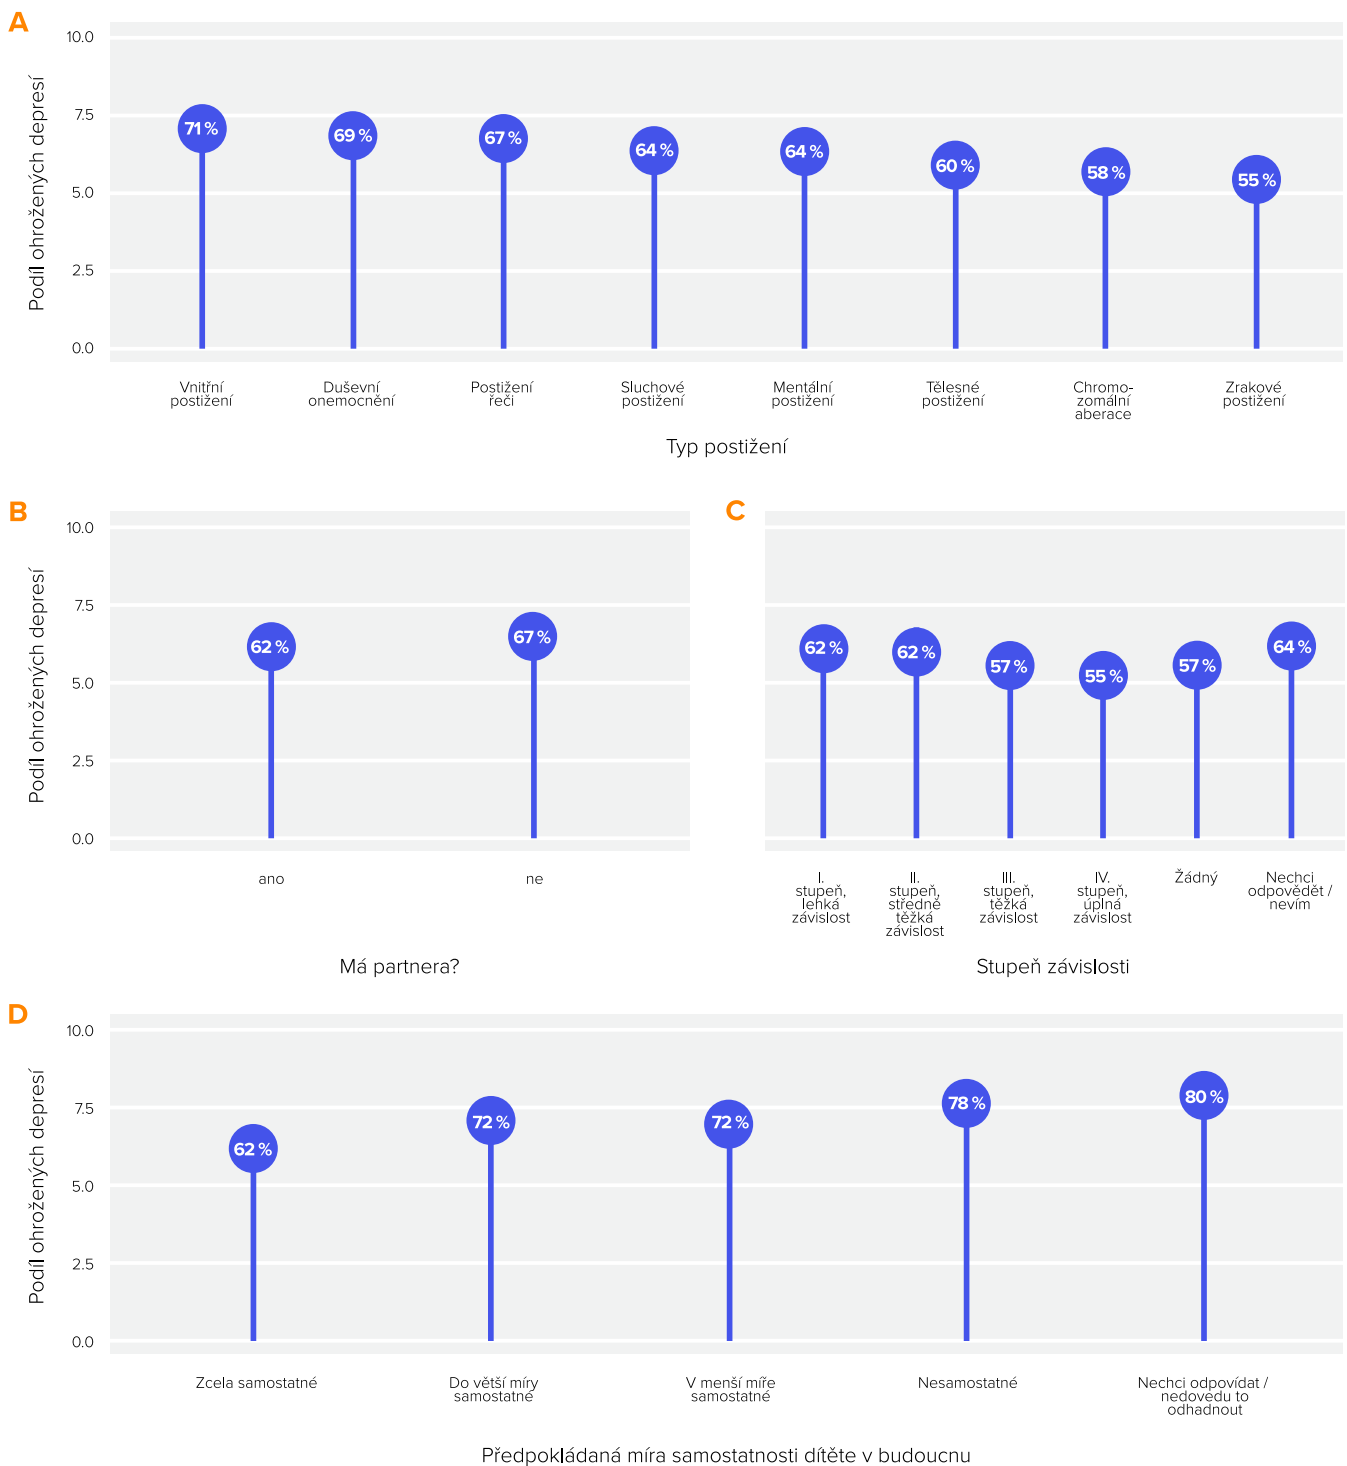 A
Podíl ohrožených depresí
10.0
7.5
5.0
2.5
0.0
71 %
69 %
67 %
64 %
64 %
60 %
58 %
55 %
Vnitřní
postižení
Duševní
onemocnění
Postižení
řeči
Sluchové
postižení
Mentální
postižení
Tělesné
postižení
Chromo-
zomální
aberace
Zrakové
postižení
Typ postižení
B
Podíl ohrožených depresí
10.0
7.5
5.0
2.5
0.0
62 %
67 %
ano
ne
Má partnera?
C
62 %
62 %
57 %
55 %
57 %
64 %
I.
stupeň,
lehká
závislost
II.
stupeň,
středně
těžká
závislost
III.
stupeň,
těžká
závislost
IV.
stupeň,
úplná
závislost
Žádný
Nechci
odpovědět /
nevím
Stupeň závislosti
D
Podíl ohrožených depresí
10.0
7.5
5.0
2.5
0.0
62 %
72 %
72 %
78 %
80 %
Zcela samostatné
Do větší míry
samostatné
V menší míře
samostatné
Nesamostatné
Nechci odpovídat /
nedovedu to
odhadnout
Předpokládaná míra samostatnosti dítěte v budoucnu